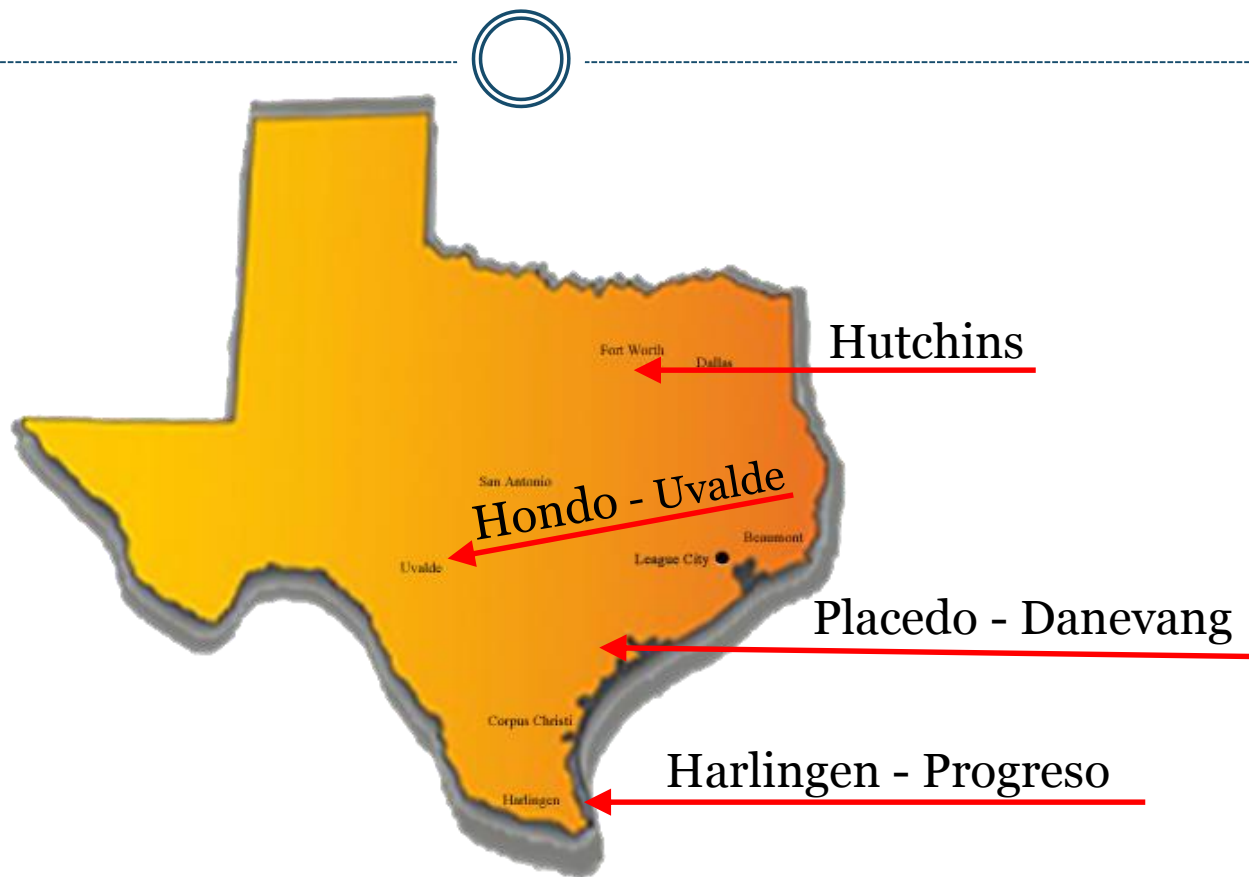 Hutchins
Fort Worth
Dallas
San Antonio
Hondo - Uvalde
Beaumont
League City
Uvalde
Placedo - Danevang
Corpus Christi
Harlingen - Progreso
Harlingen